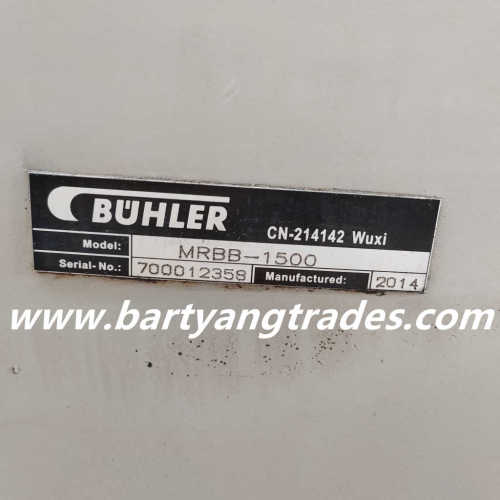 BÜHLER
CN-214142 Wuxi
Model: MRBB-1500
Serial-No.: 700012358 Manufactured: 2014
www.bartyangtrades.com